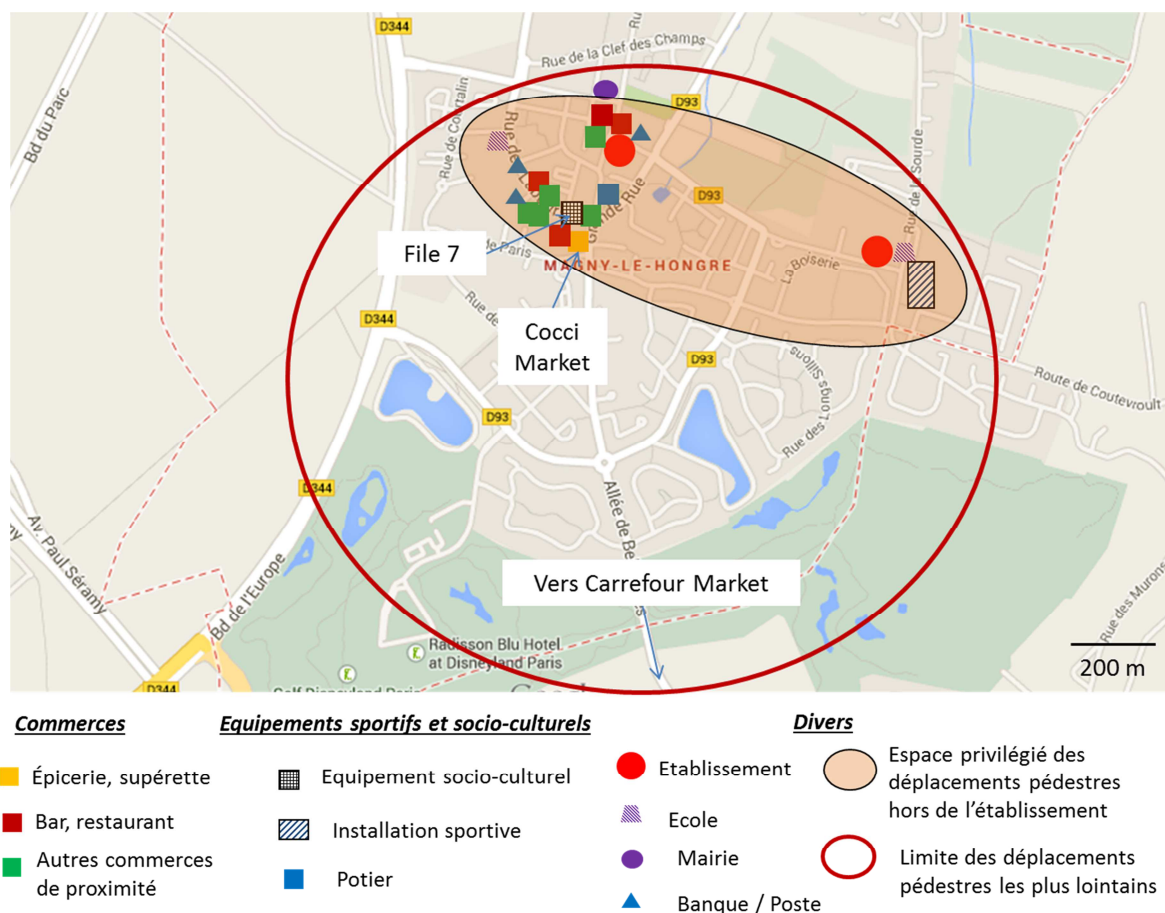 D344
Rue de la Clef des Champs
Bd du Parc
Rue de Courtalin
D93
Rue de la Sourde
Grande Rue
D93
File 7
de Paris
MAGNY-LE-HONGRE
La Boiserie
Cocci
Market
D344
Rue de
D93
Rue des Longs Sillons
Route de Coutevroult
D93
D344
Allée de Be
Av. Paul Séramy
Bd de l'Europe
Vers Carrefour Market
Rue des Murons
Radisson Blu Hotel
at Disneyland Paris
200 m
D344
Golf Disneyland Paris
Commerces
Equipements sportifs et socio-culturels
Divers
Épicerie, supérette
Equipement socio-culturel
Etablissement
Espace privilégié des
déplacements pédestres
hors de l'établissement
Bar, restaurant
Installation sportive
Ecole
Autres commerces
de proximité
Potier
Mairie
Limite des déplacements
pédestres les plus lointains
Banque / Poste